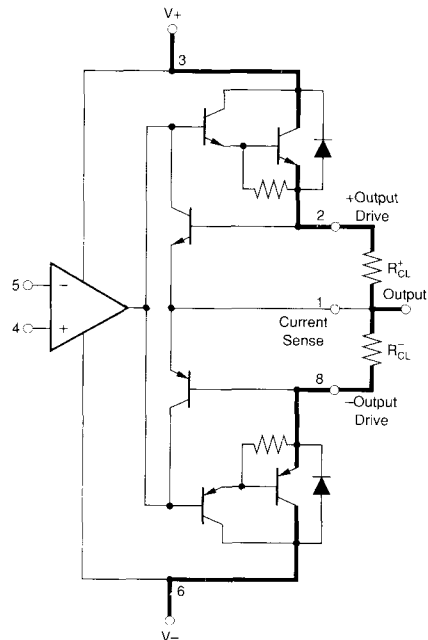 V+
3
+Output
Drive
2
R+CL
5
−
4
+
1
Output
Current
Sense
R−CL
8
−Output
Drive
6
V−